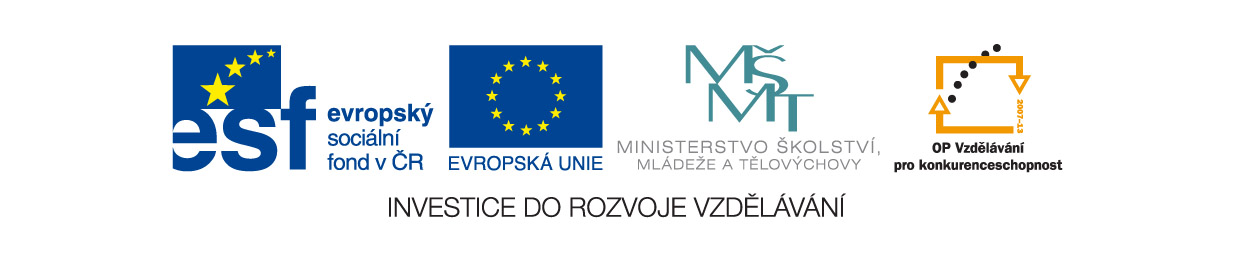 esf
evropský
sociální
fond v ČR
EVROPSKÁ UNIE
MŠMT
MINISTERSTVO ŠKOLSTVÍ,
MLÁDEŽE A TĚLOVÝCHOVY
2007-13
OP Vzdělávání
pro konkurenceschopnost
INVESTICE DO ROZVOJE VZDĚLÁVÁNÍ